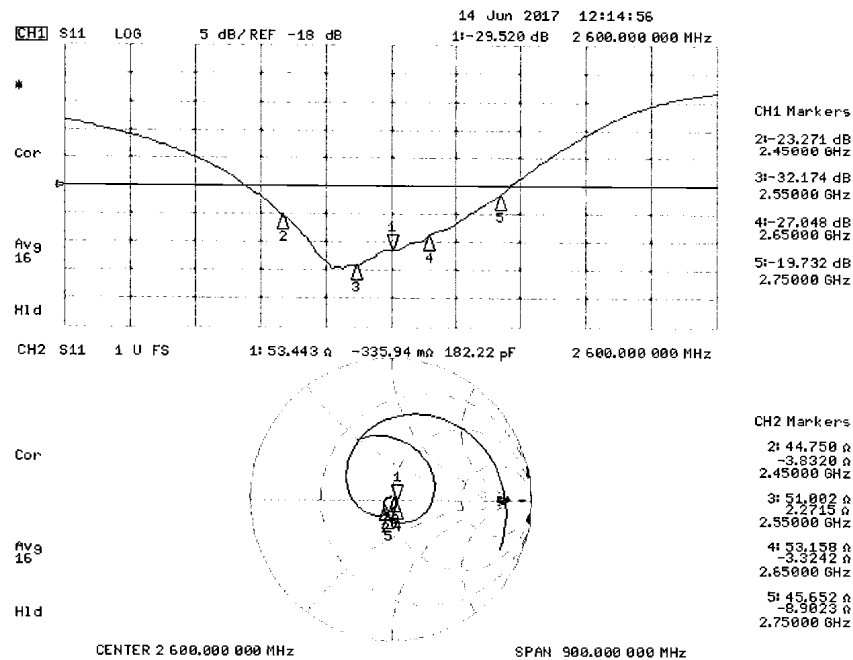 14 Jun 2017 12:14:56
CH1 S11 LOG 5 dB/ REF -18 dB 1:-29.520 dB 2 600.000 000 MHz
*
Cor
Avg
16
Hld
1
2
3
4
5
CH1 Markers
2:-23.271 dB
2.45000 GHz
3:-32.174 dB
2.55000 GHz
4:-27.048 dB
2.65000 GHz
5:-19.732 dB
2.75000 GHz
CH2 S11 1 U FS 1: 53.443 Ω -335.94 mΩ 182.22 pF 2 600.000 000 MHz
Cor
Avg
16
Hld
1
4
5
CH2 Markers
2: 44.750 Ω
-3.8320 Ω
2.45000 GHz
3: 51.002 Ω
2.2715 Ω
2.55000 GHz
4: 53.158 Ω
-3.3242 Ω
2.65000 GHz
5: 45.652 Ω
-8.9023 Ω
2.75000 GHz
CENTER 2 600.000 000 MHz SPAN 900.000 000 MHz